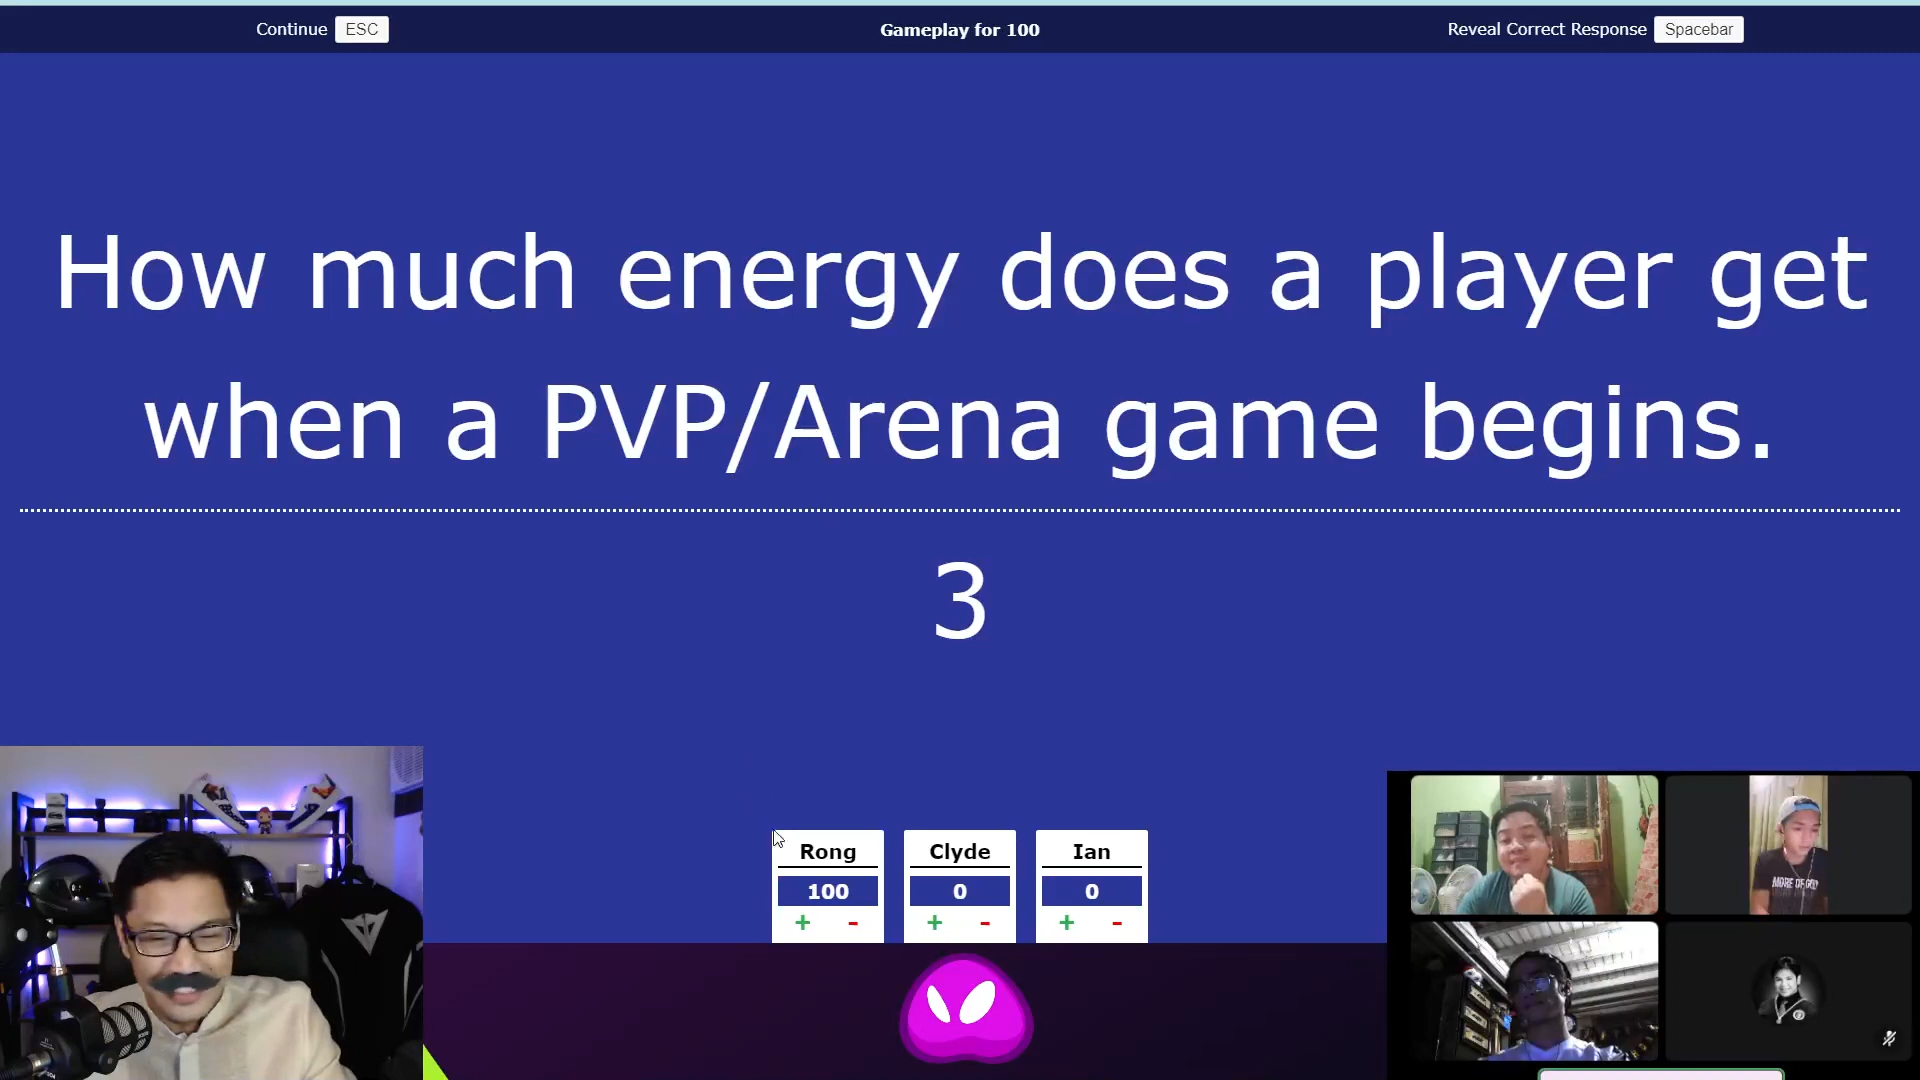 Continue ESC
Gameplay for 100
Reveal Correct Response Spacebar
How much energy does a player get
when a PVP/Arena game begins.
3
Rong
100
+ -
Clyde
0
+ -
Ian
0
+ -